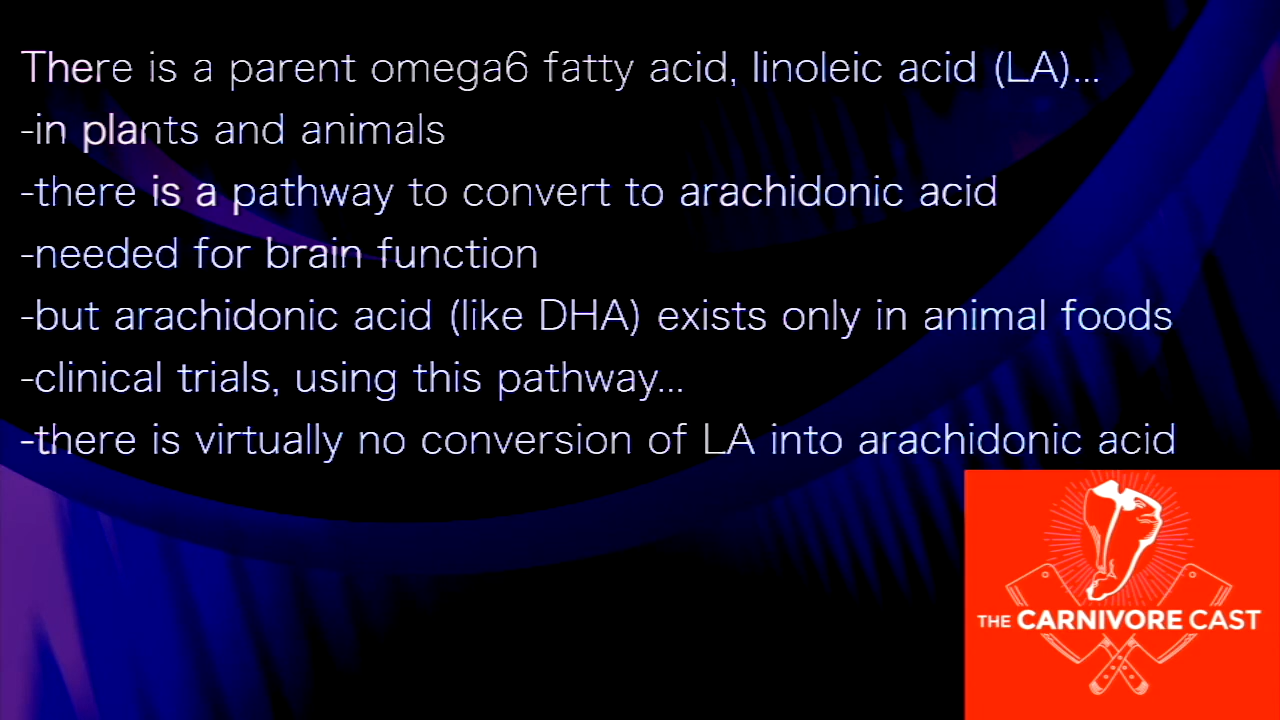 There is a parent omega6 fatty acid, linoleic acid (LA)...
-in plants and animals
-there is a pathway to convert to arachidonic acid
-needed for brain function
-but arachidonic acid (like DHA) exists only in animal foods
-clinical trials, using this pathway...
-there is virtually no conversion of LA into arachidonic acid
THE CARNIVORE CAST